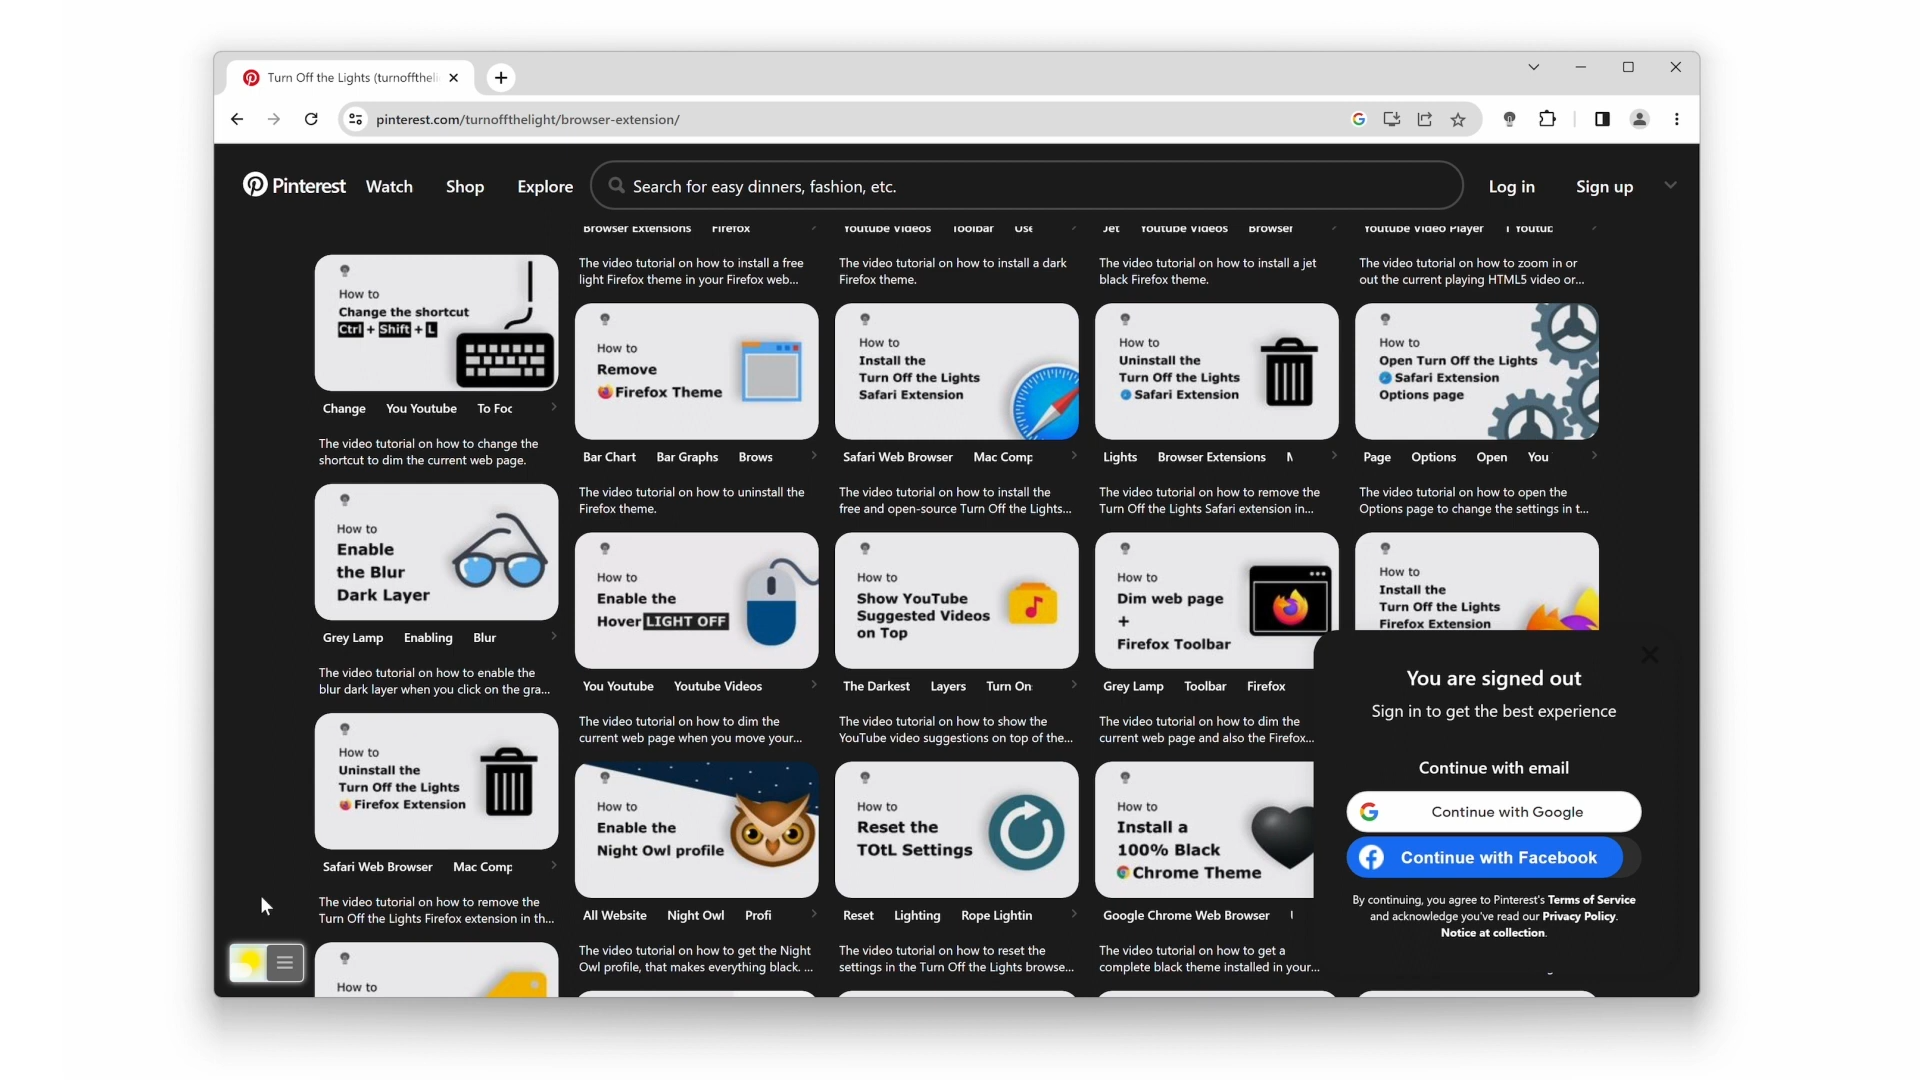 Turn Off the Lights (turnoffthel
pinterest.com/turnoffthelight/browser-extension/
Pinterest
Watch
Shop
Explore
Search for easy dinners, fashion, etc.
Log in
Sign up
How to
Change the shortcut
Ctrl + Shift + L
Change You Youtube To Foc
The video tutorial on how to change the
shortcut to dim the current web page.
How to
Enable
the Blur
Dark Layer
Grey Lamp Enabling Blur
The video tutorial on how to enable the
blur dark layer when you click on the gra...
How to
Uninstall the
Turn Off the Lights
Firefox Extension
Safari Web Browser Mac Comp
The video tutorial on how to remove the
Turn Off the Lights Firefox extension in th...
How to
Browser Extensions Firefox
The video tutorial on how to install a free
light Firefox theme in your Firefox web...
How to
Remove
Firefox Theme
Bar Chart Bar Graphs Brows
The video tutorial on how to uninstall the
Firefox theme.
How to
Enable the
Hover LIGHT OFF
You Youtube Youtube Videos
The video tutorial on how to dim the
current web page when you move your...
How to
Enable the
Night Owl profile
All Website Night Owl Profi
The video tutorial on how to get the Night
Owl profile, that makes everything black. ...
Youtube Videos Toolbar Use
The video tutorial on how to install a dark
Firefox theme.
How to
Install the
Turn Off the Lights
Safari Extension
Safari Web Browser Mac Comp
The video tutorial on how to install the
free and open-source Turn Off the Lights...
How to
Show YouTube
Suggested Videos
on Top
The Darkest Layers Turn On
The video tutorial on how to show the
YouTube video suggestions on top of the...
How to
Reset the
TOtL Settings
Reset Lighting Rope Lightin
The video tutorial on how to reset the
settings in the Turn Off the Lights browse...
Jet Youtube Videos Browser
The video tutorial on how to install a jet
black Firefox theme.
How to
Uninstall the
Turn Off the Lights
Safari Extension
Lights Browser Extensions
The video tutorial on how to remove the
Turn Off the Lights Safari extension in...
How to
Dim web page
+
Firefox Toolbar
Grey Lamp Toolbar Firefox
The video tutorial on how to dim the
current web page and also the Firefox...
How to
Install a
100% Black
Chrome Theme
Google Chrome Web Browser
The video tutorial on how to get a
complete black theme installed in your...
Youtube Video Player 1 Youtub
The video tutorial on how to zoom in or
out the current playing HTML5 video or...
How to
Open Turn Off the Lights
Safari Extension
Options page
Page Options Open You
The video tutorial on how to open the
Options page to change the settings in t...
How to
Install the
Turn Off the Lights
Firefox Extension
You are signed out
Sign in to get the best experience
Continue with email
Continue with Google
Continue with Facebook
By continuing, you agree to Pinterest's Terms of Service
and acknowledge you've read our Privacy Policy.
Notice at collection.